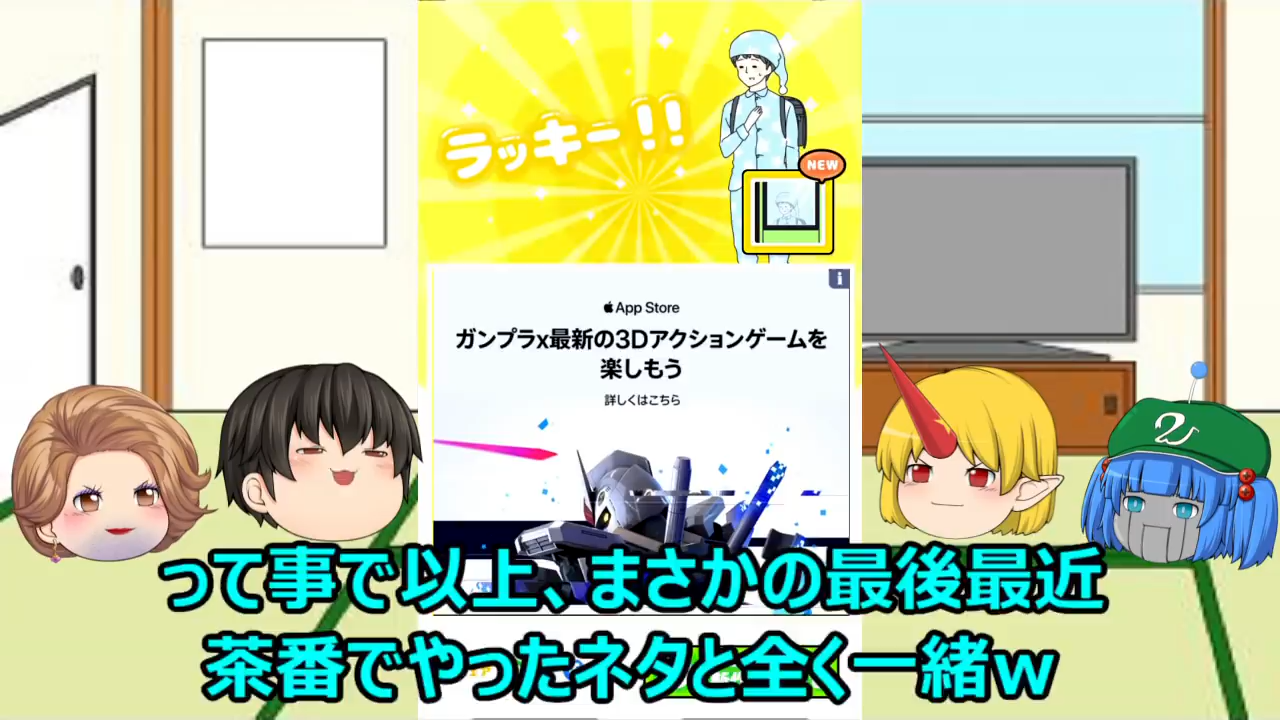 ラッキー!!
NEW
i
App Store
ガンプラx最新の3Dアクションゲームを
楽しもう
詳しくはこちら
って事で以上、まさかの最後最近
茶番でやったネタと全く一緒w